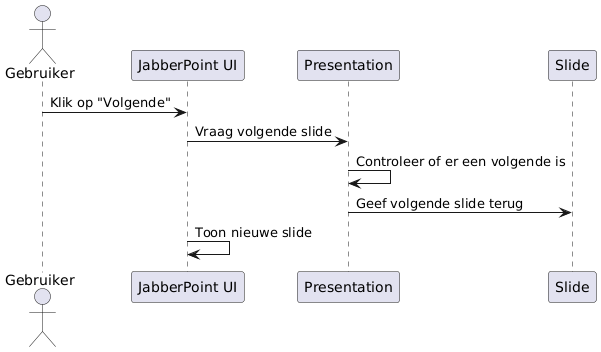 Gebruiker
JabberPoint UI
Presentation
Slide
Klik op "Volgende"
Vraag volgende slide
Controleer of er een volgende is
Geef volgende slide terug
Toon nieuwe slide
Gebruiker
JabberPoint UI
Presentation
Slide